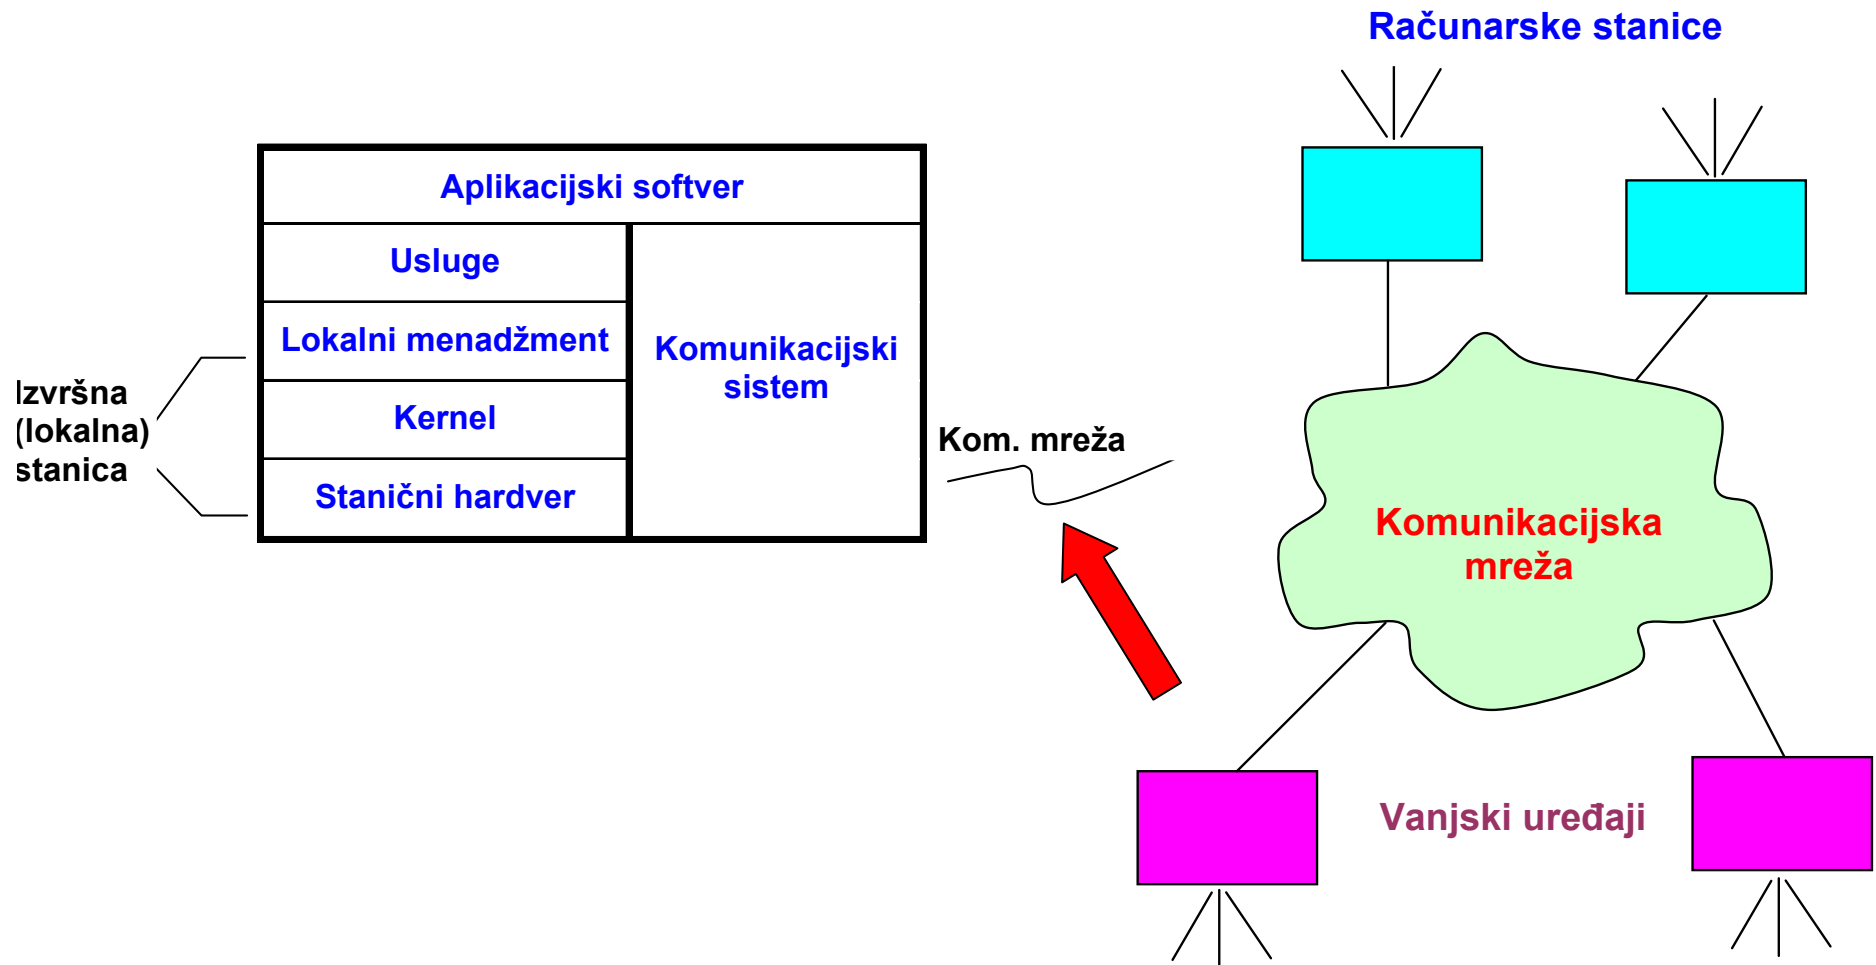 Računarske stanice
Aplikacijski softver
Usluge
Lokalni menadžment
Kernel
Stanični hardver
Komunikacijski
sistem
Izvršna
(lokalna)
stanica
Kom. mreža
Komunikacijska
mreža
Vanjski uređaji